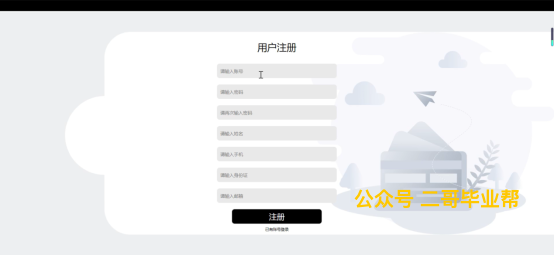 用户注册
请输入账号
请输入密码
请再次输入密码
请输入姓名
请输入手机
请输入身份证
请输入邮箱
注册
已有账号登录
公众号 二哥毕业帮